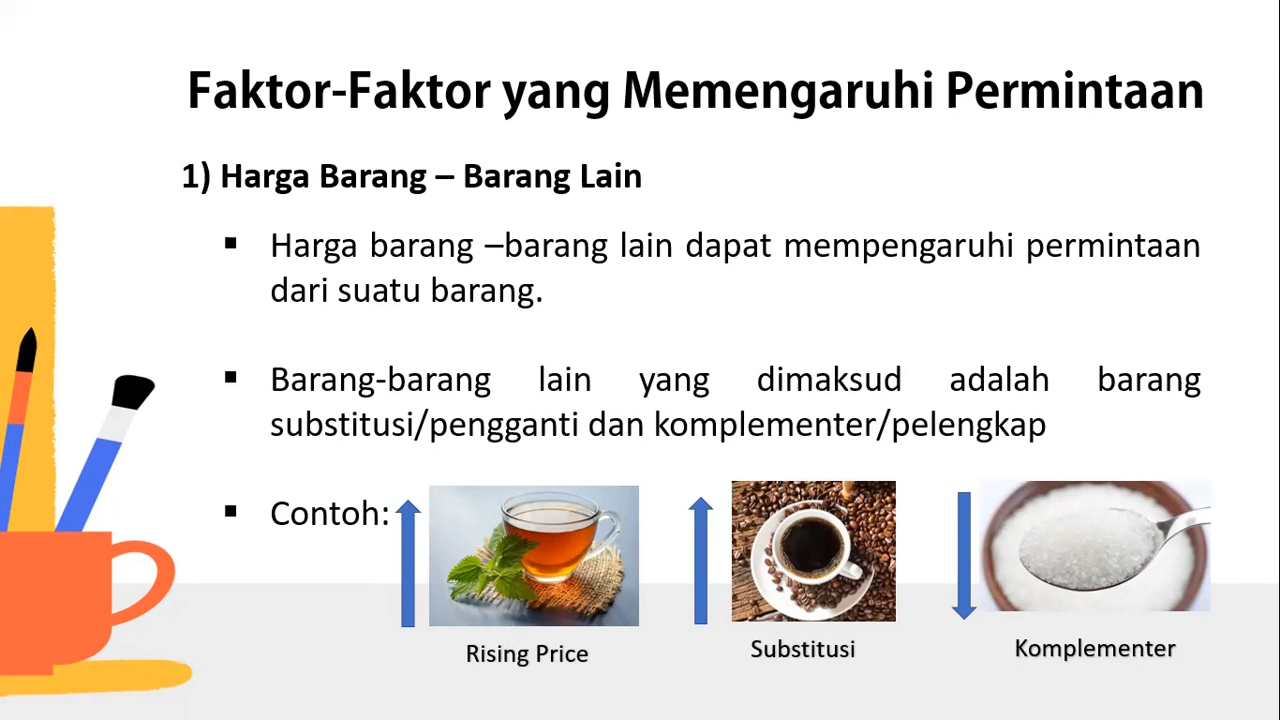 Faktor-Faktor yang Memengaruhi Permintaan
1) Harga Barang – Barang Lain
▪ Harga barang –barang lain dapat mempengaruhi permintaan
dari suatu barang.
▪ Barang-barang lain yang dimaksud adalah barang
substitusi/pengganti dan komplementer/pelengkap
▪ Contoh:
Rising Price
Substitusi
Komplementer